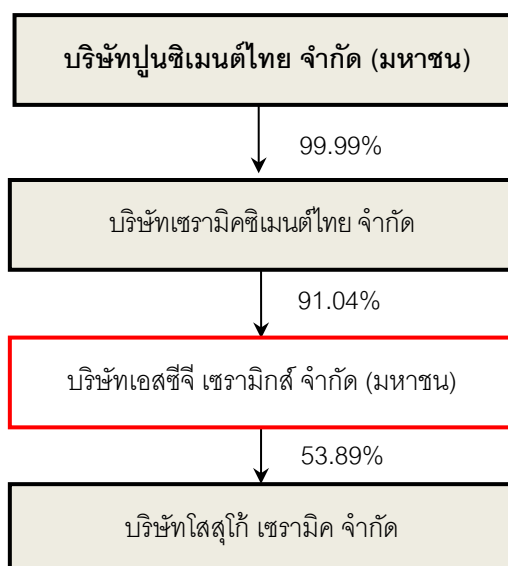 บริษัทปูนซิเมนต์ไทย จำกัด (มหาชน)
99.99%
บริษัทเซรามิคซิเมนต์ไทย จำกัด
91.04%
บริษัทเอสซีจี เซรามิกส์ จำกัด (มหาชน)
53.89%
บริษัทโสสุโก้ เซรามิค จำกัด